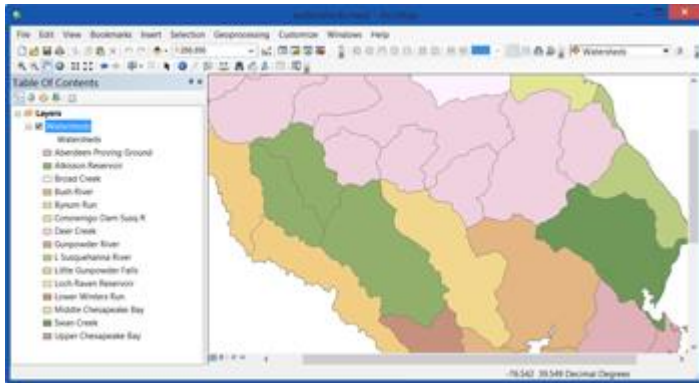 File Edit View Bookmarks Insert Selection Geoprocessing Customize Windows Help
Watersheds
Table Of Contents
Layers
Watersheds
Watersheds
Aberdeen Proving Ground
Atkisson Reservoir
Broad Creek
Bush River
Bynum Run
Conowingo Dam Susq R
Deer Creek
Gunpowder River
L Susquehanna River
Little Gunpowder Falls
Loch Raven Reservoir
Lower Winters Run
Middle Chesapeake Bay
Swan Creek
Upper Chesapeake Bay
-76.542 39.549 Decimal Degrees